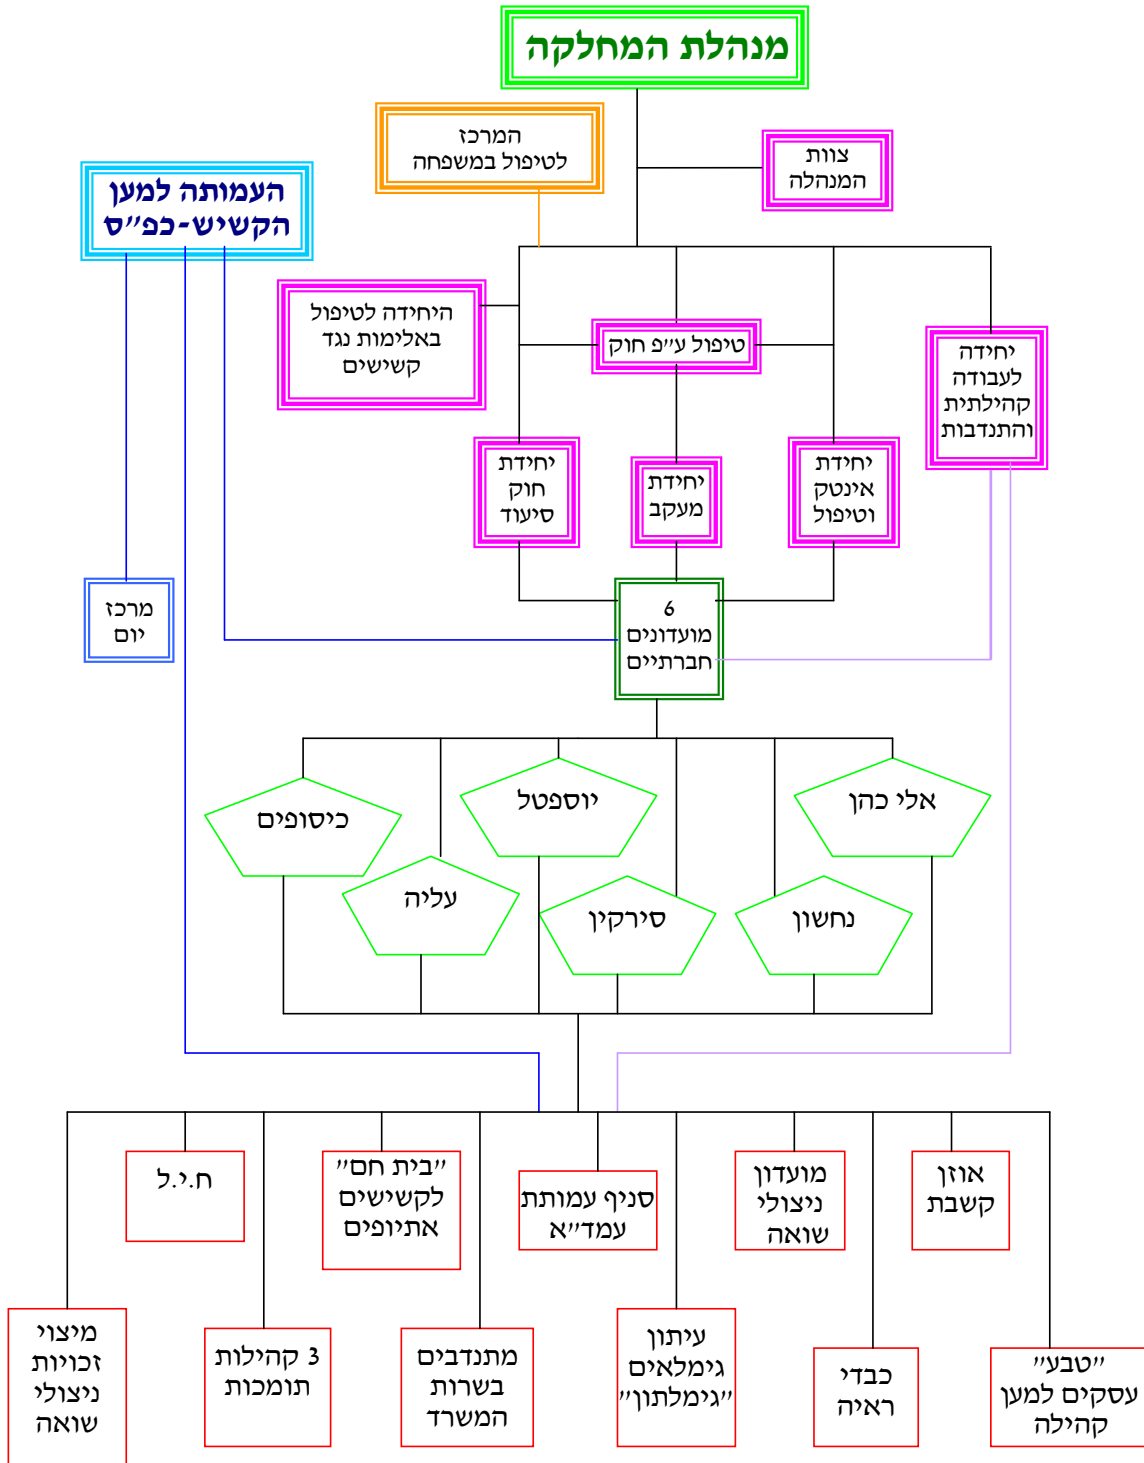 מנהלת המחלקה
המרכז
לטיפול במשפחה
צוות
המנהלה
העמותה למען
הקשיש-כפ״ס
היחידה לטיפול
באלימות נגד
קשישים
טיפול ע״פ חוק
יחידה
לעבודה
קהילתית
והתנדבות
יחידת
אינטק
וטיפול
יחידת
מעקב
יחידת
חוק
סיעוד
מרכז
יום
6
מועדונים
חברתיים
אלי כהן
יוספטל
כיסופים
נחשון
סירקין
עליה
אוזן
קשבת
מועדון
ניצולי
שואה
סניף עמותת
עמד״א
״בית חם״
לקשישים
אתיופים
ח.י.ל
״טבע״
עסקים למען
קהילה
כבדי
ראיה
עיתון
גימלאים
״גימלתון״
מתנדבים
בשרות
המשרד
3 קהילות
תומכות
מיצוי
זכויות
ניצולי
שואה